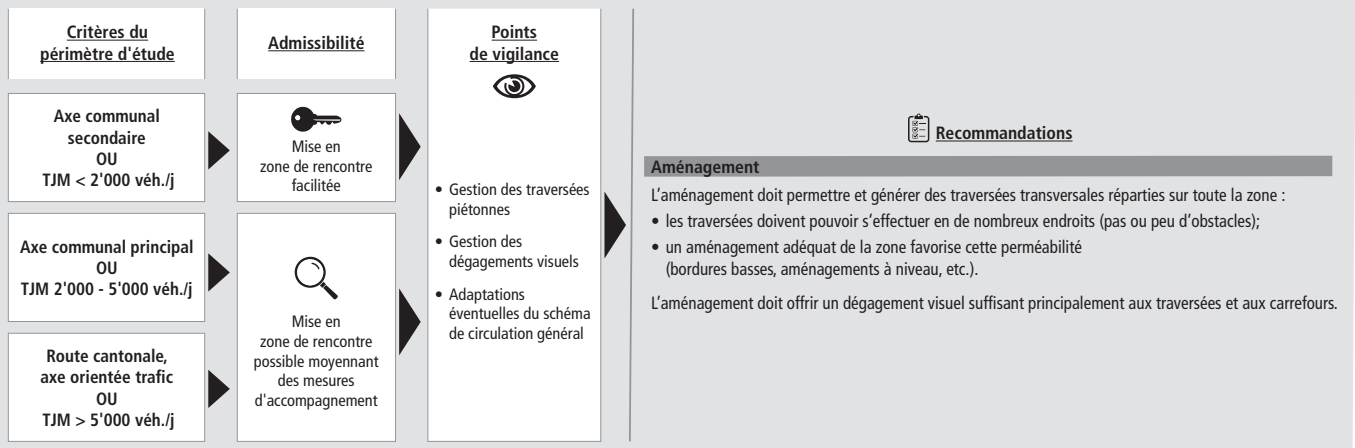 Critères du
périmètre d'étude
Axe communal
secondaire
OU
TJM < 2'000 véh./j
Axe communal principal
OU
TJM 2'000 - 5'000 véh./j
Route cantonale,
axe orientée trafic
OU
TJM > 5'000 véh./j
Admissibilité
Mise en
zone de rencontre
facilitée
Mise en
zone de rencontre
possible moyennant
des mesures
d'accompagnement
Points
de vigilance
• Gestion des traversées
piétonnes
• Gestion des
dégagements visuels
• Adaptations
éventuelles du schéma
de circulation général
Recommandations
Aménagement
L'aménagement doit permettre et générer des traversées transversales réparties sur toute la zone :
• les traversées doivent pouvoir s'effectuer en de nombreux endroits (pas ou peu d'obstacles);
• un aménagement adéquat de la zone favorise cette perméabilité
(bordures basses, aménagements à niveau, etc.).
L'aménagement doit offrir un dégagement visuel suffisant principalement aux traversées et aux carrefours.